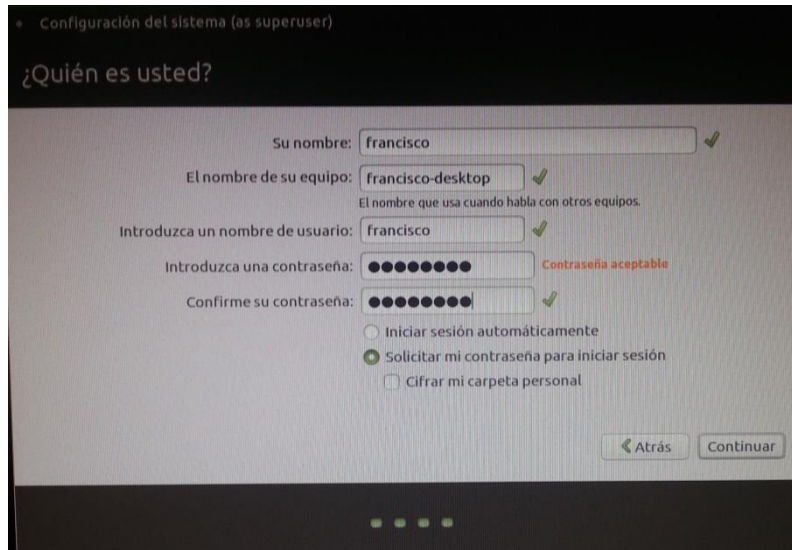 Configuración del sistema (as superuser)
¿Quién es usted?
Su nombre: francisco
El nombre de su equipo: francisco-desktop
El nombre que usa cuando habla con otros equipos.
Introduzca un nombre de usuario: francisco
Introduzca una contraseña: ●●●●●●●● Contraseña aceptable
Confirme su contraseña: ●●●●●●●●
Iniciar sesión automáticamente
Solicitar mi contraseña para iniciar sesión
Cifrar mi carpeta personal
Atrás Continuar